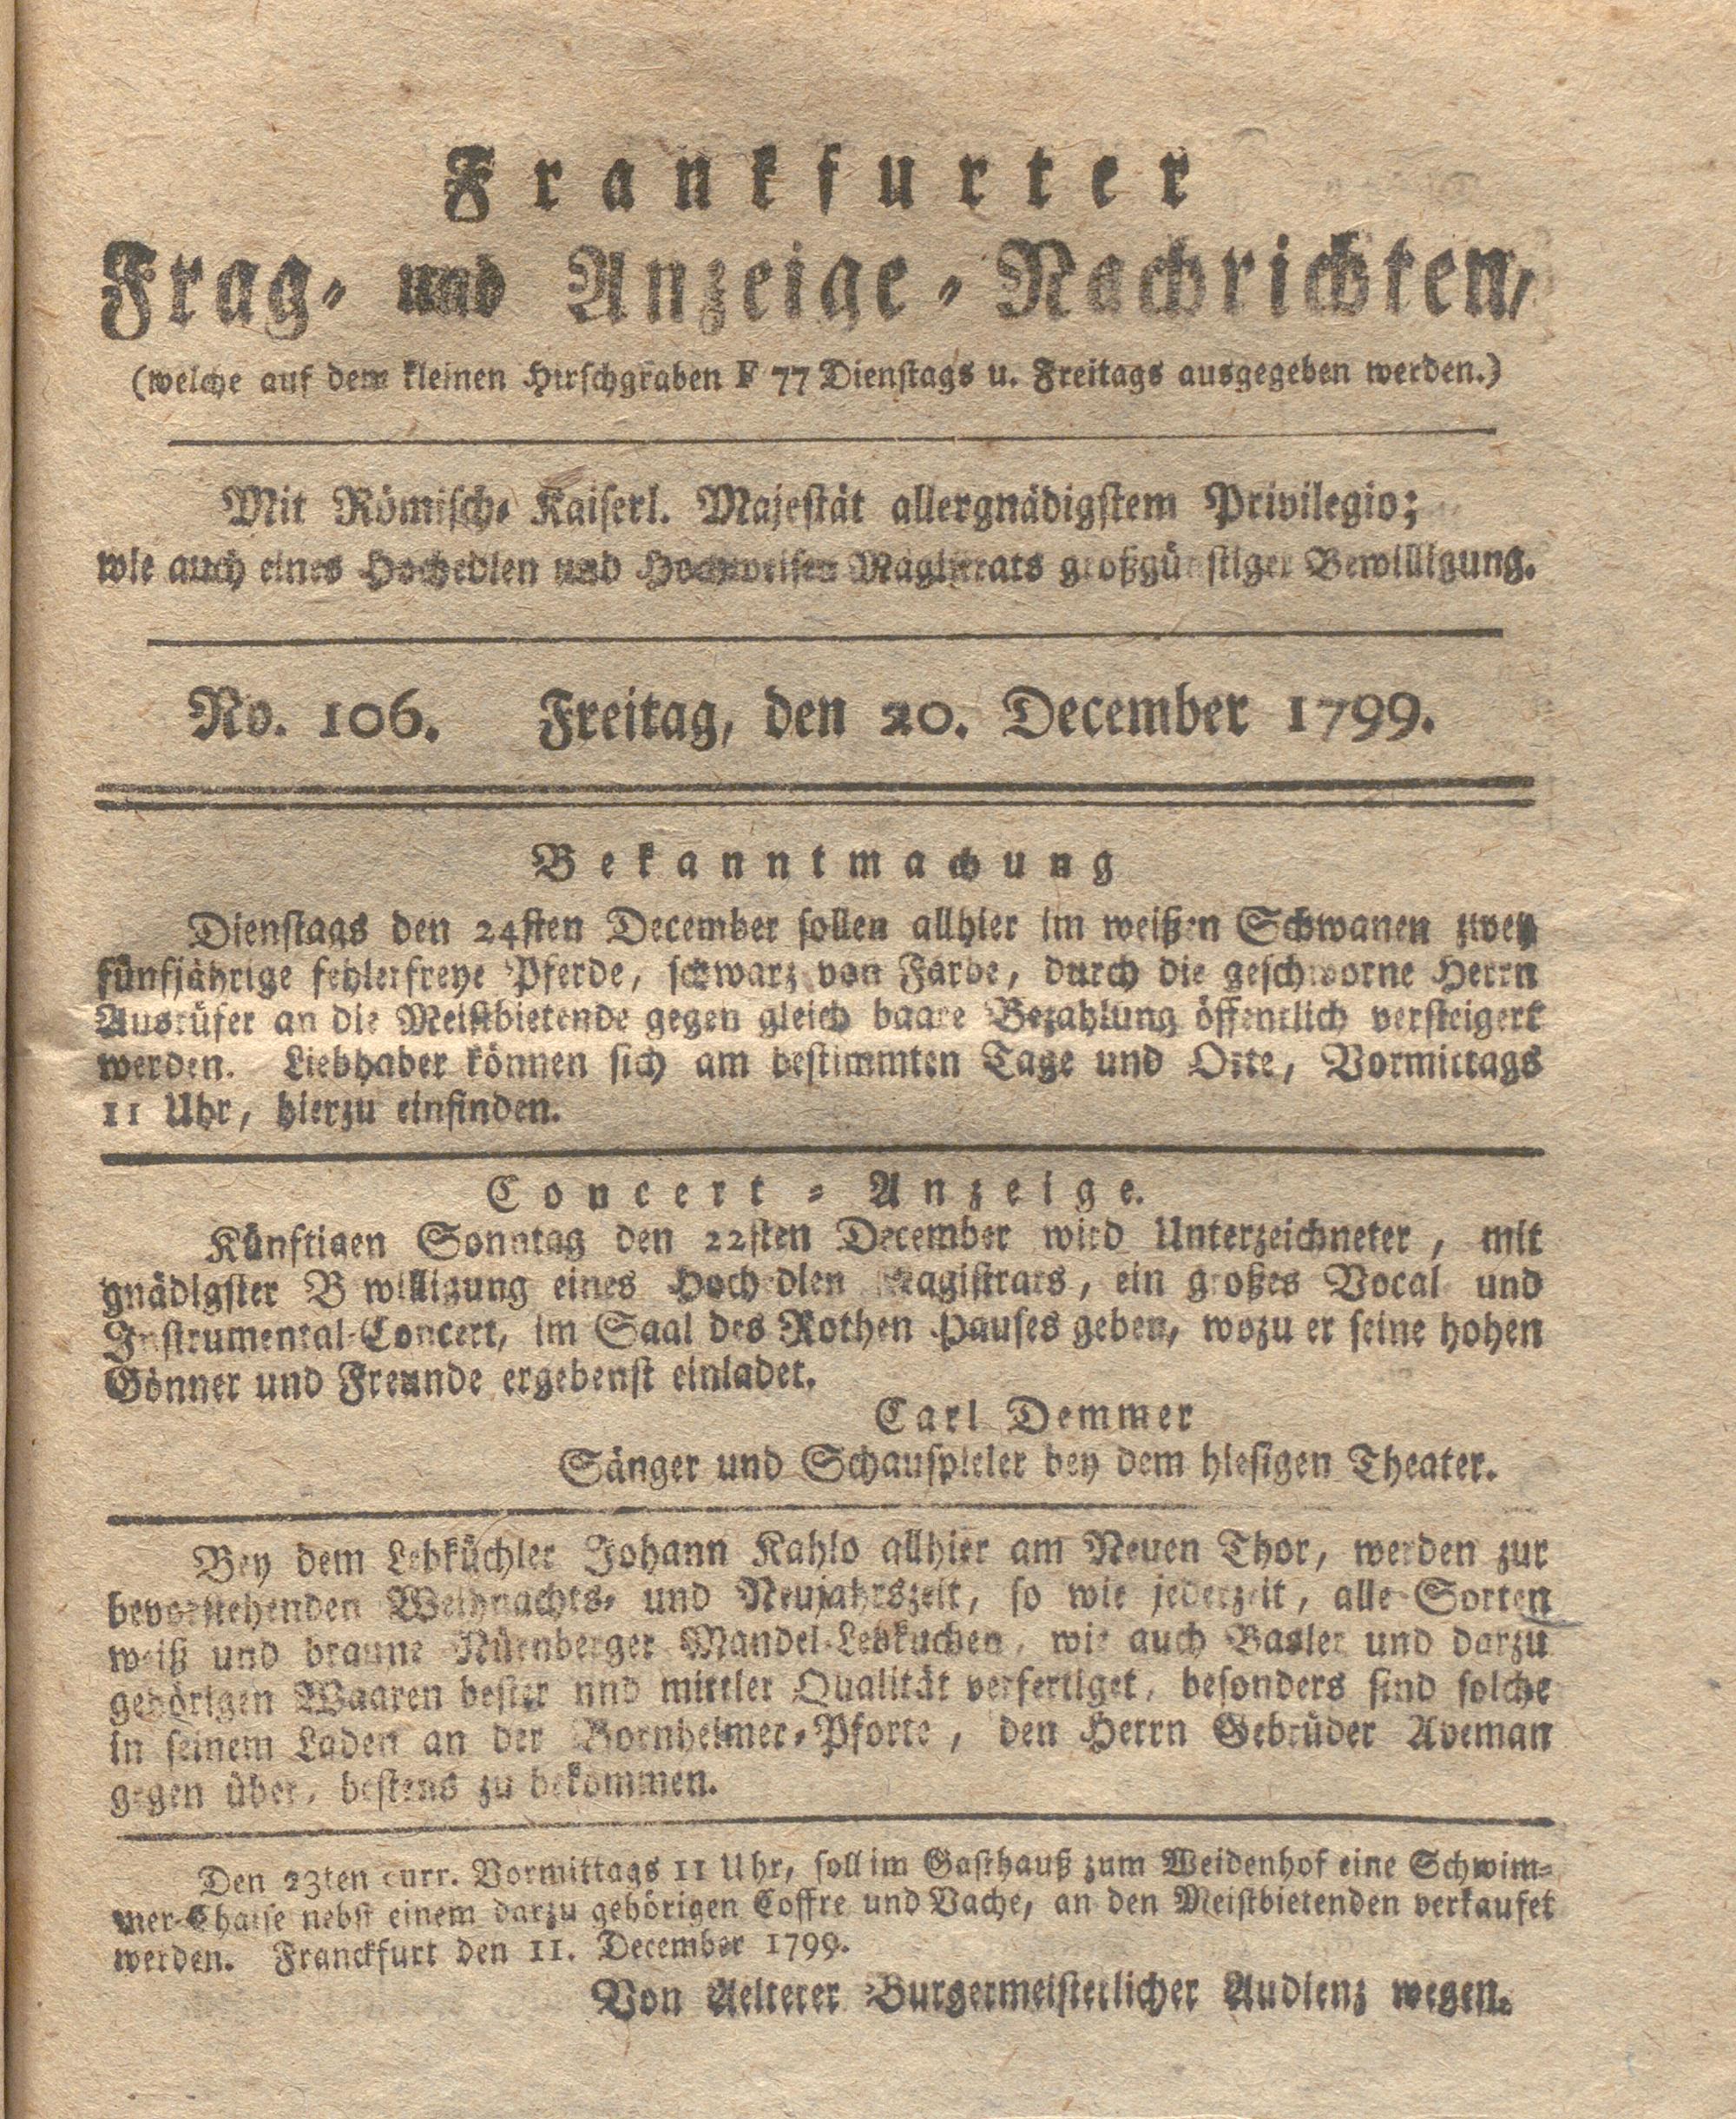 Frankfurter
Frag- und Anzeige-Nachrichten,
(welche auf dem kleinen Hirschgraben F 77 Dienstags u. Freitags ausgegeben werden.)
Mit Römisch- Kaiserl. Majestät allergnädigstem Privilegio;
wie auch eines Hochedlen und Hochweisen Magistrats großgünstiger Bewilligung.
No. 106. Freitag, den 20. December 1799.
Bekanntmachung
Dienstags den 24sten December sollen allhier im weißen Schwanen zwey
fünfjährige fehlerfreye Pferde, schwarz von Farbe, durch die geschworne Herrn
Ausrüfer an die Meistbietende gegen gleich baare Bezahlung öffentlich versteigert
werden. Liebhaber können sich am bestimmten Tage und Orte, Vormittags
11 Uhr, hierzu einfinden.
Concert-Anzeige.
Künftigen Sonntag den 22sten December wird Unterzeichneter, mit
gnädigster Bewilligung eines Hochedlen Magistrats, ein großes Vocal und
Instrumental-Concert, im Saal des Rothen Hauses geben, wozu er seine hohen
Gönner und Freunde ergebenst einladet.
Carl Demmer
Sänger und Schauspieler bey dem hiesigen Theater.
Bey dem Lebküchler Johann Kahlo allhier am Neuen Thor, werden zur
bevorstehenden Weihnachts- und Neujahrszeit, so wie jederzeit, alle Sorten
weiß und braune Nürnberger Mandel-Lebkuchen, wie auch Basler und darzu
gehörigen Waaren bester nnd mittler Qualität verfertiget, besonders sind solche
in seinem Laden an der Bornheimer-Pforte, den Herrn Gebrüder Aveman
gegen über, bestens zu bekommen.
Den 23ten curr. Vormittags 11 Uhr, soll im Gasthauß zum Weidenhof eine Schwim-
mer-Chaise nebst einem darzu gehörigen Coffre und Vache, an den Meistbietenden verkaufet
werden. Franckfurt den 11. December 1799.
Von Aelterer Burgermeisterlicher Audienz wegen.